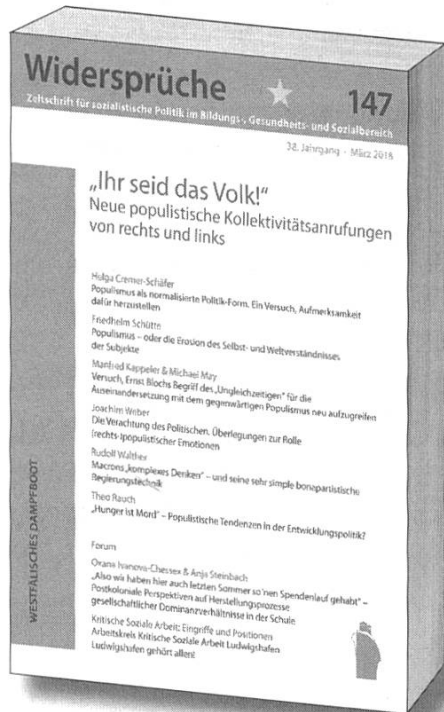 Widersprüche
147
Zeitschrift für sozialistische Politik im Bildungs-, Gesundheits- und Sozialbereich
38. Jahrgang · März 2018
„Ihr seid das Volk!“
Neue populistische Kollektivitätsanrufungen
von rechts und links
Helga Cremer-Schäfer
Populismus als normalisierte Politik-Form. Ein Versuch, Aufmerksamkeit
dafür herzustellen
Friedhelm Schütte
Populismus – oder die Erosion des Selbst- und Weltverständnisses
der Subjekte
Manfred Kappeler & Michael May
Versuch, Ernst Blochs Begriff des „Ungleichzeitigen“ für die
Auseinandersetzung mit dem gegenwärtigen Populismus neu aufzugreifen
Joachim Weber
Die Verachtung des Politischen. Überlegungen zur Rolle
(rechts-)populistischer Emotionen
Rudolf Walther
Macrons „komplexes Denken“ – und seine sehr simple bonapartistische
Regierungstechnik
Theo Rauch
„Hunger ist Mord“ – Populistische Tendenzen in der Entwicklungspolitik?
Forum
Oxana Ivanova-Chessex & Anja Steinbach
„Also wir haben hier auch letzten Sommer so'nen Spendenlauf gehabt“ –
Postkoloniale Perspektiven auf Herstellungsprozesse
gesellschaftlicher Dominanzverhältnisse in der Schule
Kritische Soziale Arbeit: Eingriffe und Positionen
Arbeitskreis Kritische Soziale Arbeit Ludwigshafen
Ludwigshafen gehört allen!
WESTFÄLISCHES DAMPFBOOT